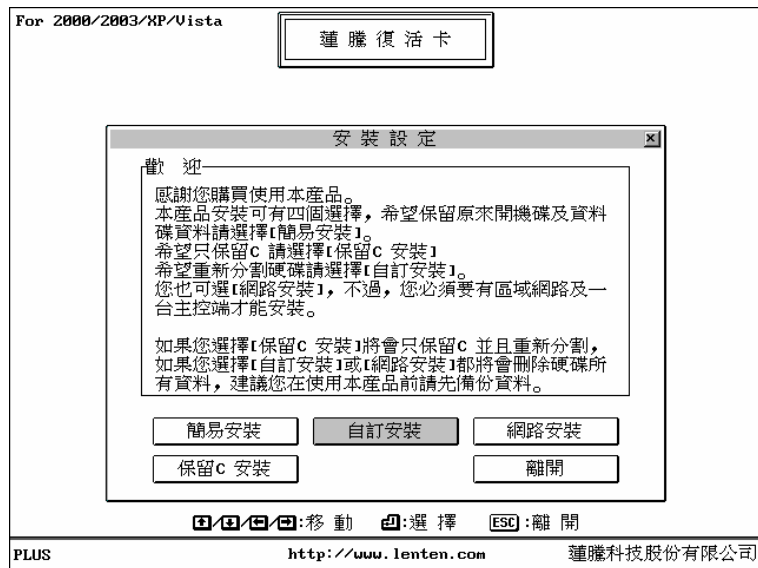 For 2000/2003/XP/Vista
蓮騰復活卡
安裝設定
歡 迎
感謝您購買使用本產品。
本產品安裝可有四個選擇，希望保留原來開機碟及資料
碟資料請選擇[簡易安裝]。
希望只保留C 請選擇[保留C 安裝]
希望重新分割硬碟請選擇[自訂安裝]。
您也可選[網路安裝]，不過，您必須要有區域網路及一
台主控端才能安裝。
如果您選擇[保留C 安裝]將會只保留C 並且重新分割，
如果您選擇[自訂安裝]或[網路安裝]都將會刪除硬碟所
有資料，建議您在使用本產品前請先備份資料。
簡易安裝 自訂安裝 網路安裝
保留C 安裝 離開
↑/↓/←/→:移動 ↵:選擇 ESC:離開
PLUS http://www.lenten.com 蓮騰科技股份有限公司